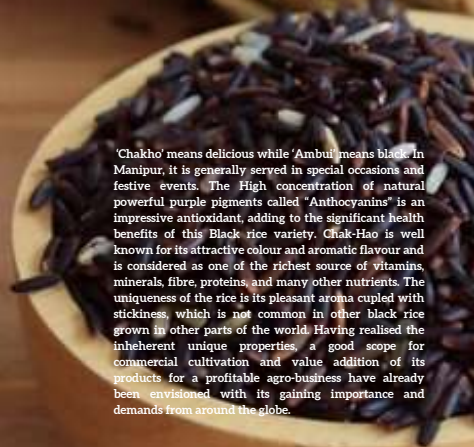 'Chakho' means delicious while 'Ambui' means black. In
Manipur, it is generally served in special occasions and
festive events. The High concentration of natural
powerful purple pigments called "Anthocyanins" is an
impressive antioxidant, adding to the significant health
benefits of this Black rice variety. Chak-Hao is well
known for its attractive colour and aromatic flavour and
is considered as one of the richest source of vitamins,
minerals, fibre, proteins, and many other nutrients. The
uniqueness of the rice is its pleasant aroma cupled with
stickiness, which is not common in other black rice
grown in other parts of the world. Having realised the
inheherent unique properties, a good scope for
commercial cultivation and value addition of its
products for a profitable agro-business have already
been envisioned with its gaining importance and
demands from around the globe.